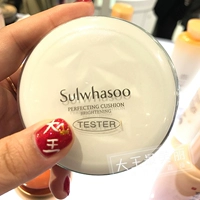 Sulwhasoo
PERFECTING CUSHION
BRIGHTENING
TESTER
大
王